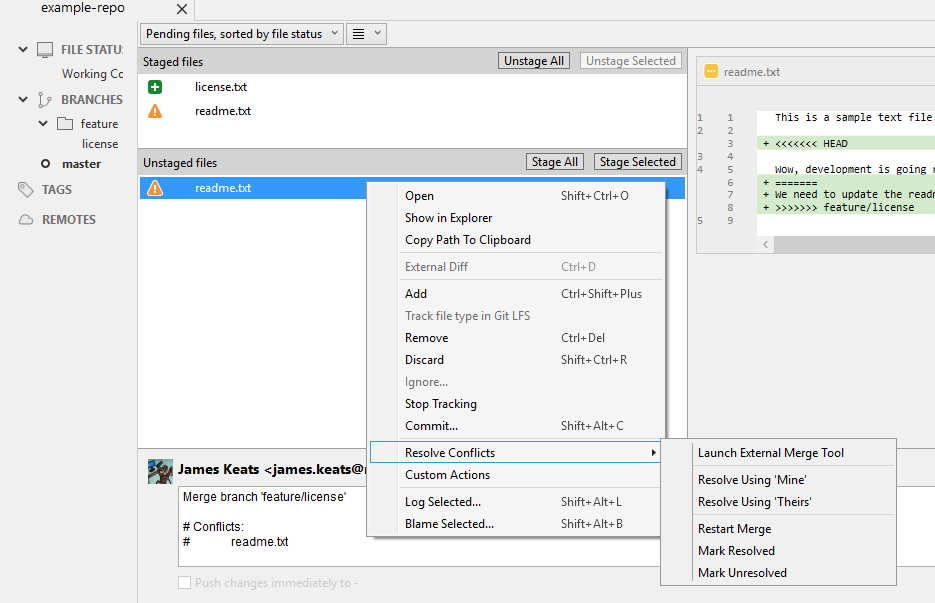 example-repo
FILE STATU
Working Co
BRANCHES
feature
license
master
TAGS
REMOTES
Pending files, sorted by file status
Staged files
Unstage All
Unstage Selected
license.txt
readme.txt
Unstaged files
Stage All
Stage Selected
readme.txt
Open Shift+Ctrl+O
Show in Explorer
Copy Path To Clipboard
External Diff Ctrl+D
Add Ctrl+Shift+Plus
Track file type in Git LFS
Remove Ctrl+Del
Discard Shift+Ctrl+R
Ignore...
Stop Tracking
Commit... Shift+Alt+C
Resolve Conflicts
Custom Actions
Log Selected... Shift+Alt+L
Blame Selected... Shift+Alt+B
Launch External Merge Tool
Resolve Using 'Mine'
Resolve Using 'Theirs'
Restart Merge
Mark Resolved
Mark Unresolved
readme.txt
1 1 This is a sample text file.
2 2
3 + <<<<<<< HEAD
3 4
4 5 Wow, development is going
6 + =======
7 + We need to update the readm
8 + >>>>>>> feature/license
5 9
James Keats <james.keats@
Merge branch 'feature/license'
# Conflicts:
# readme.txt
Push changes immediately to -